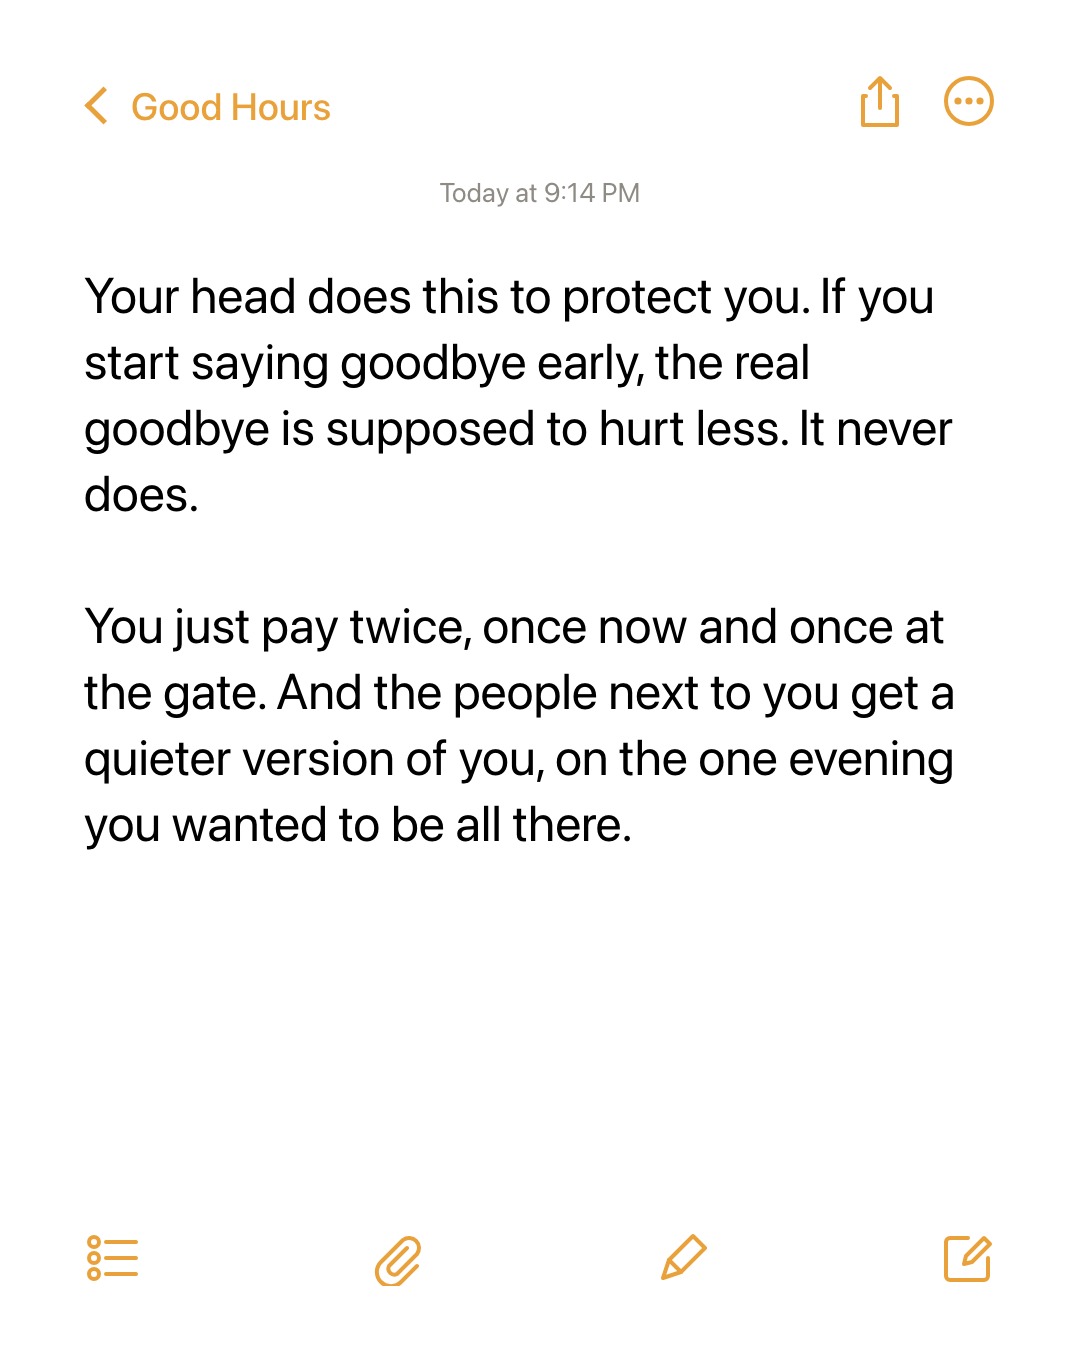 Good Hours
Today at 9:14 PM
Your head does this to protect you. If you
start saying goodbye early, the real
goodbye is supposed to hurt less. It never
does.
You just pay twice, once now and once at
the gate. And the people next to you get a
quieter version of you, on the one evening
you wanted to be all there.